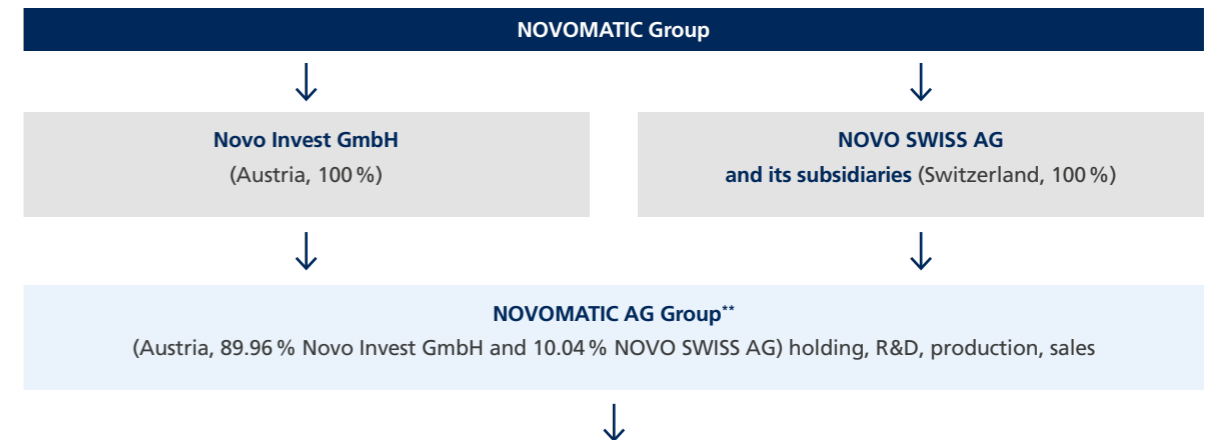 NOVOMATIC Group
Novo Invest GmbH
(Austria, 100 %)
NOVO SWISS AG
and its subsidiaries (Switzerland, 100 %)
NOVOMATIC AG Group**
(Austria, 89.96 % Novo Invest GmbH and 10.04 % NOVO SWISS AG) holding, R&D, production, sales